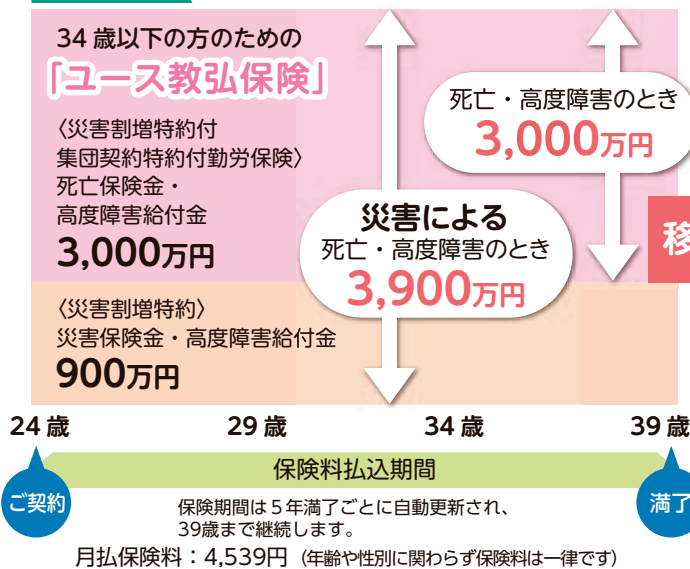 34歳以下の方のための
「ユース教弘保険」
〈災害割増特約付
集団契約特約付勤労保険〉
死亡保険金・
高度障害給付金
3,000万円
死亡・高度障害のとき
3,000万円
災害による
死亡・高度障害のとき
3,900万円
移
〈災害割増特約〉
災害保険金・高度障害給付金
900万円
24歳 29歳 34歳 39歳
ご契約
保険料払込期間
満了
保険期間は5年満了ごとに自動更新され、
39歳まで継続します。
月払保険料:4,539円(年齢や性別に関わらず保険料は一律です)